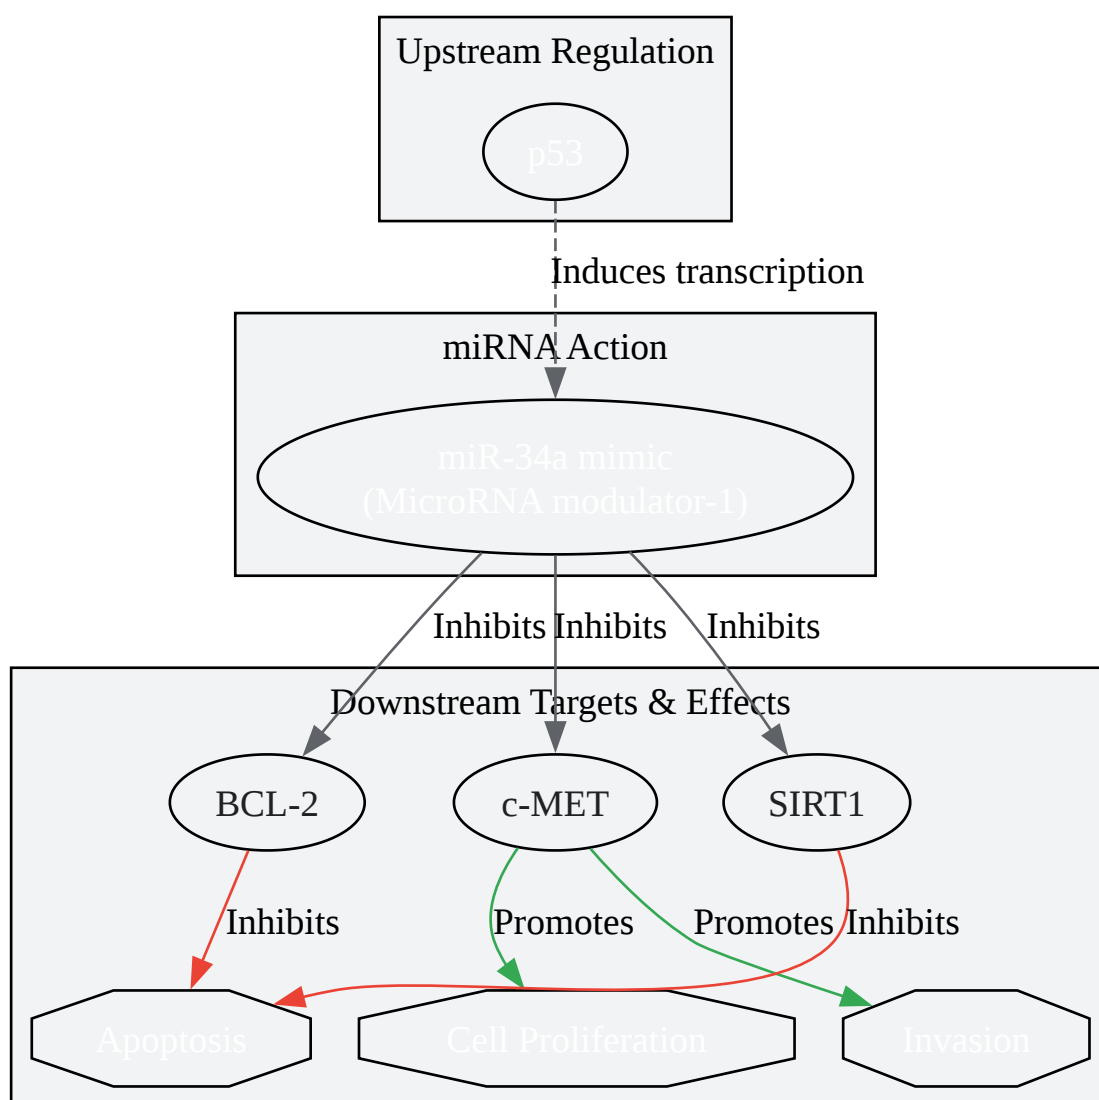 Upstream Regulation
p53
Induces transcription
miRNA Action
miR-34a mimic
(MicroRNA modulator-1)
Inhibits Inhibits Inhibits
Downstream Targets & Effects
BCL-2 c-MET SIRT1
Inhibits Promotes Promotes Inhibits
Apoptosis Cell Proliferation Invasion